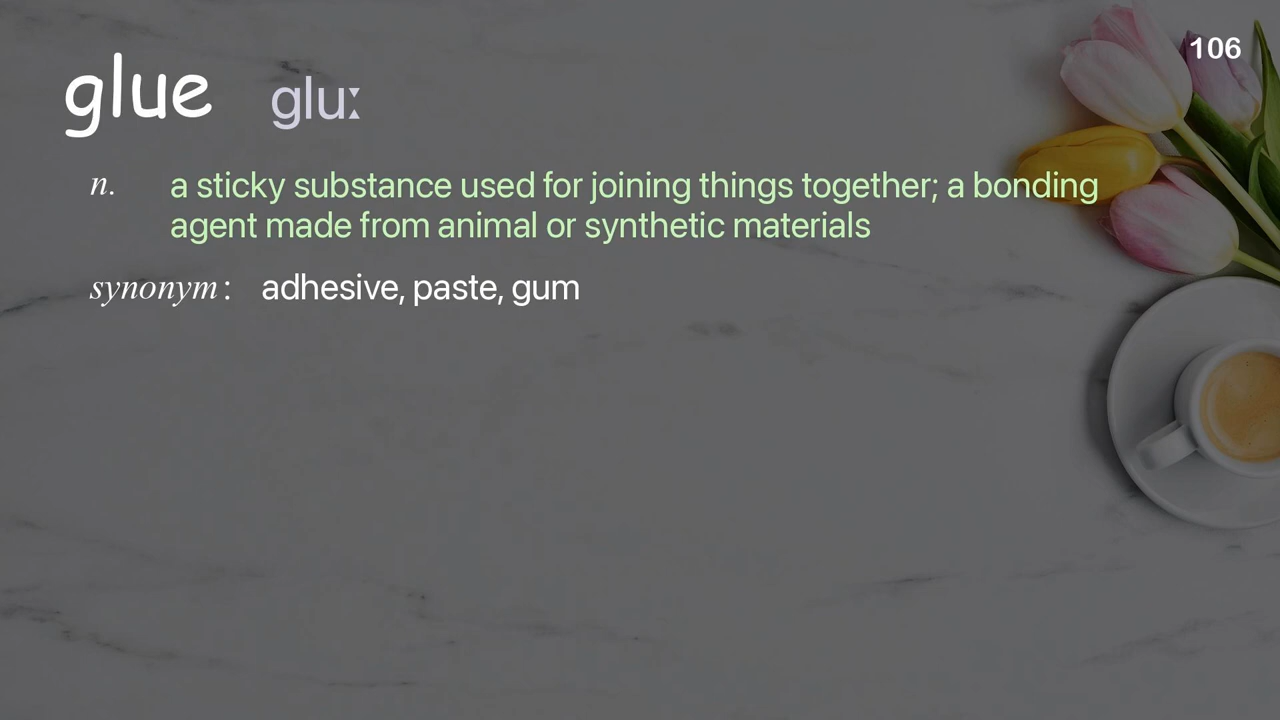 106
glue gluː
n. a sticky substance used for joining things together; a bonding
agent made from animal or synthetic materials
synonym: adhesive, paste, gum